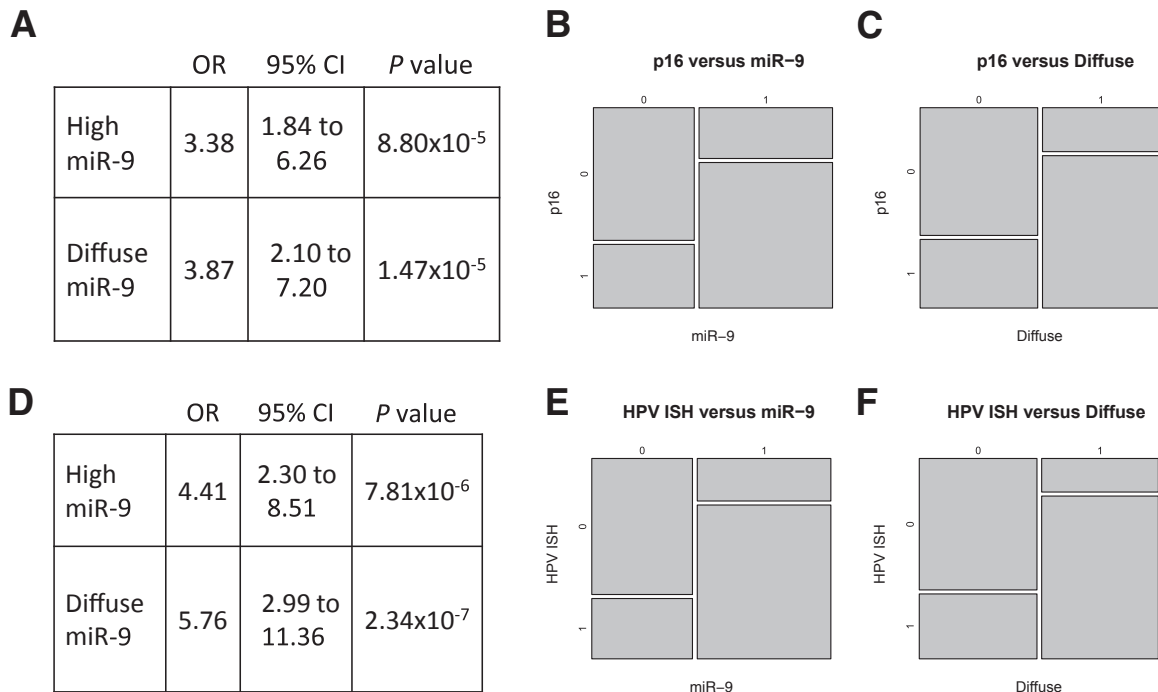 A
OR 95% CI P value
High miR-9 3.38 1.84 to 6.26 8.80x10⁻⁵
Diffuse miR-9 3.87 2.10 to 7.20 1.47x10⁻⁵
B
p16 versus miR−9
0 1
p16
0
1
miR−9
C
p16 versus Diffuse
0 1
p16
0
1
Diffuse
D
OR 95% CI P value
High miR-9 4.41 2.30 to 8.51 7.81x10⁻⁶
Diffuse miR-9 5.76 2.99 to 11.36 2.34x10⁻⁷
E
HPV ISH versus miR−9
0 1
HPV ISH
0
1
miR−9
F
HPV ISH versus Diffuse
0 1
HPV ISH
0
1
Diffuse